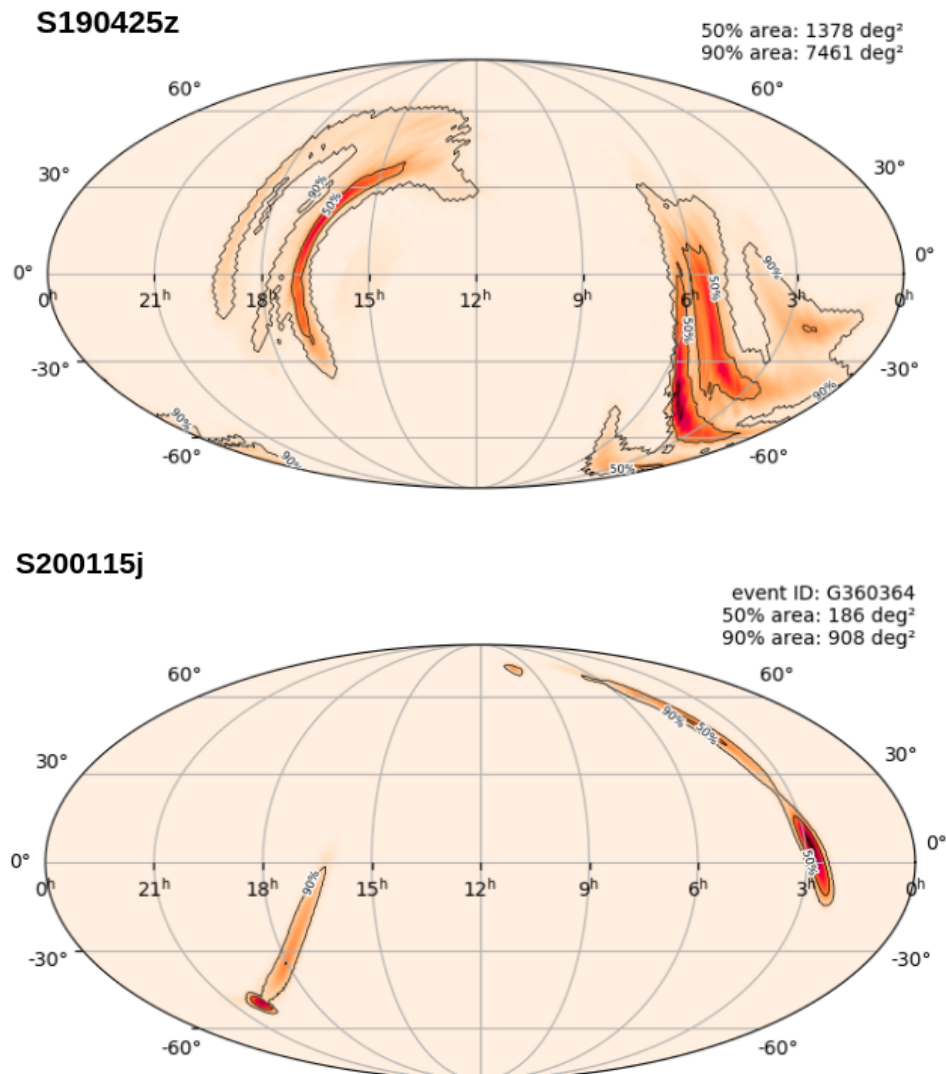 S190425z
50% area: 1378 deg²
90% area: 7461 deg²
60° 60°
30° 30°
90%
50%
0° 0°
90%
50%
0ʰ 21ʰ 18ʰ 15ʰ 12ʰ 9ʰ 6ʰ 3ʰ 0ʰ
50%
-30° -30°
90%
90%
-60° 90% 50% -60°
S200115j
event ID: G360364
50% area: 186 deg²
90% area: 908 deg²
60° 60°
90% 50%
30° 30°
0° 0°
50%
0ʰ 21ʰ 18ʰ 15ʰ 12ʰ 9ʰ 6ʰ 3ʰ 0ʰ
90%
-30° -30°
-60° -60°